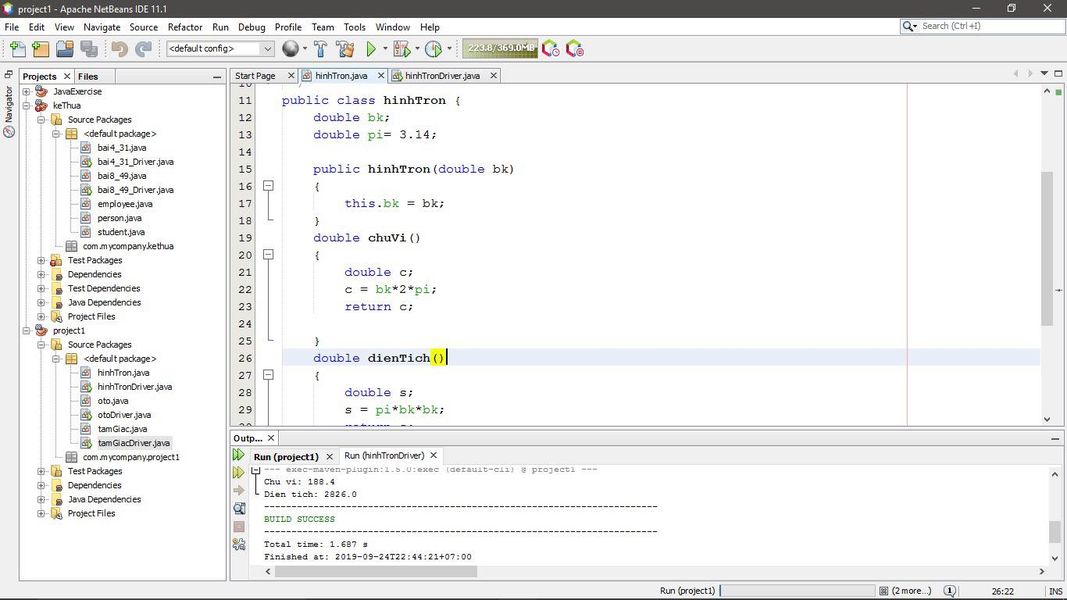 project1 - Apache NetBeans IDE 11.1
File Edit View Navigate Source Refactor Run Debug Profile Team Tools Window Help
Search (Ctrl+I)
<default config>
223.8/369.0MB
Projects Files
Start Page hinhTron.java hinhTronDriver.java
Navigator
JavaExercise
keThua
Source Packages
<default package>
bai4_31.java
bai4_31_Driver.java
bai8_49.java
bai8_49_Driver.java
employee.java
person.java
student.java
com.mycompany.kethua
Test Packages
Dependencies
Test Dependencies
Java Dependencies
Project Files
project1
Source Packages
<default package>
hinhTron.java
hinhTronDriver.java
oto.java
otoDriver.java
tamGiac.java
tamGiacDriver.java
com.mycompany.project1
Test Packages
Dependencies
Java Dependencies
Project Files
10
11 public class hinhTron {
12 double bk;
13 double pi= 3.14;
14
15 public hinhTron(double bk)
16 {
17 this.bk = bk;
18 }
19 double chuVi()
20 {
21 double c;
22 c = bk*2*pi;
23 return c;
24
25 }
26 double dienTich()
27 {
28 double s;
29 s = pi*bk*bk;
Outp...
Run (project1) Run (hinhTronDriver)
--- exec-maven-plugin:1.5.0:exec (default-cli) @ project1 ---
Chu vi: 188.4
Dien tich: 2826.0
------------------------------------------------------------------------
BUILD SUCCESS
------------------------------------------------------------------------
Total time: 1.687 s
Finished at: 2019-09-24T22:44:21+07:00
Run (project1) (2 more...) 1 26:22 INS